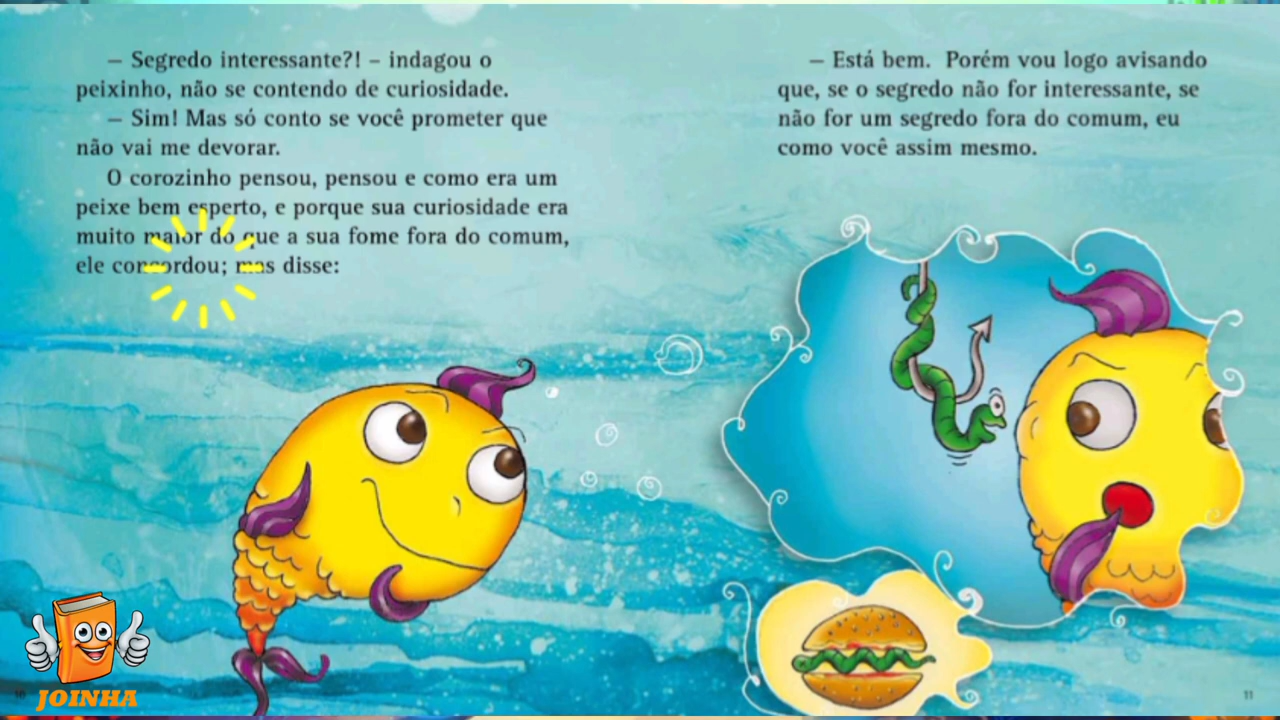 – Segredo interessante?! – indagou o
peixinho, não se contendo de curiosidade.
– Sim! Mas só conto se você prometer que
não vai me devorar.
O corozinho pensou, pensou e como era um
peixe bem esperto, e porque sua curiosidade era
muito maior do que a sua fome fora do comum,
ele concordou; mas disse:
– Está bem. Porém vou logo avisando
que, se o segredo não for interessante, se
não for um segredo fora do comum, eu
como você assim mesmo.
JOINHA
10
11